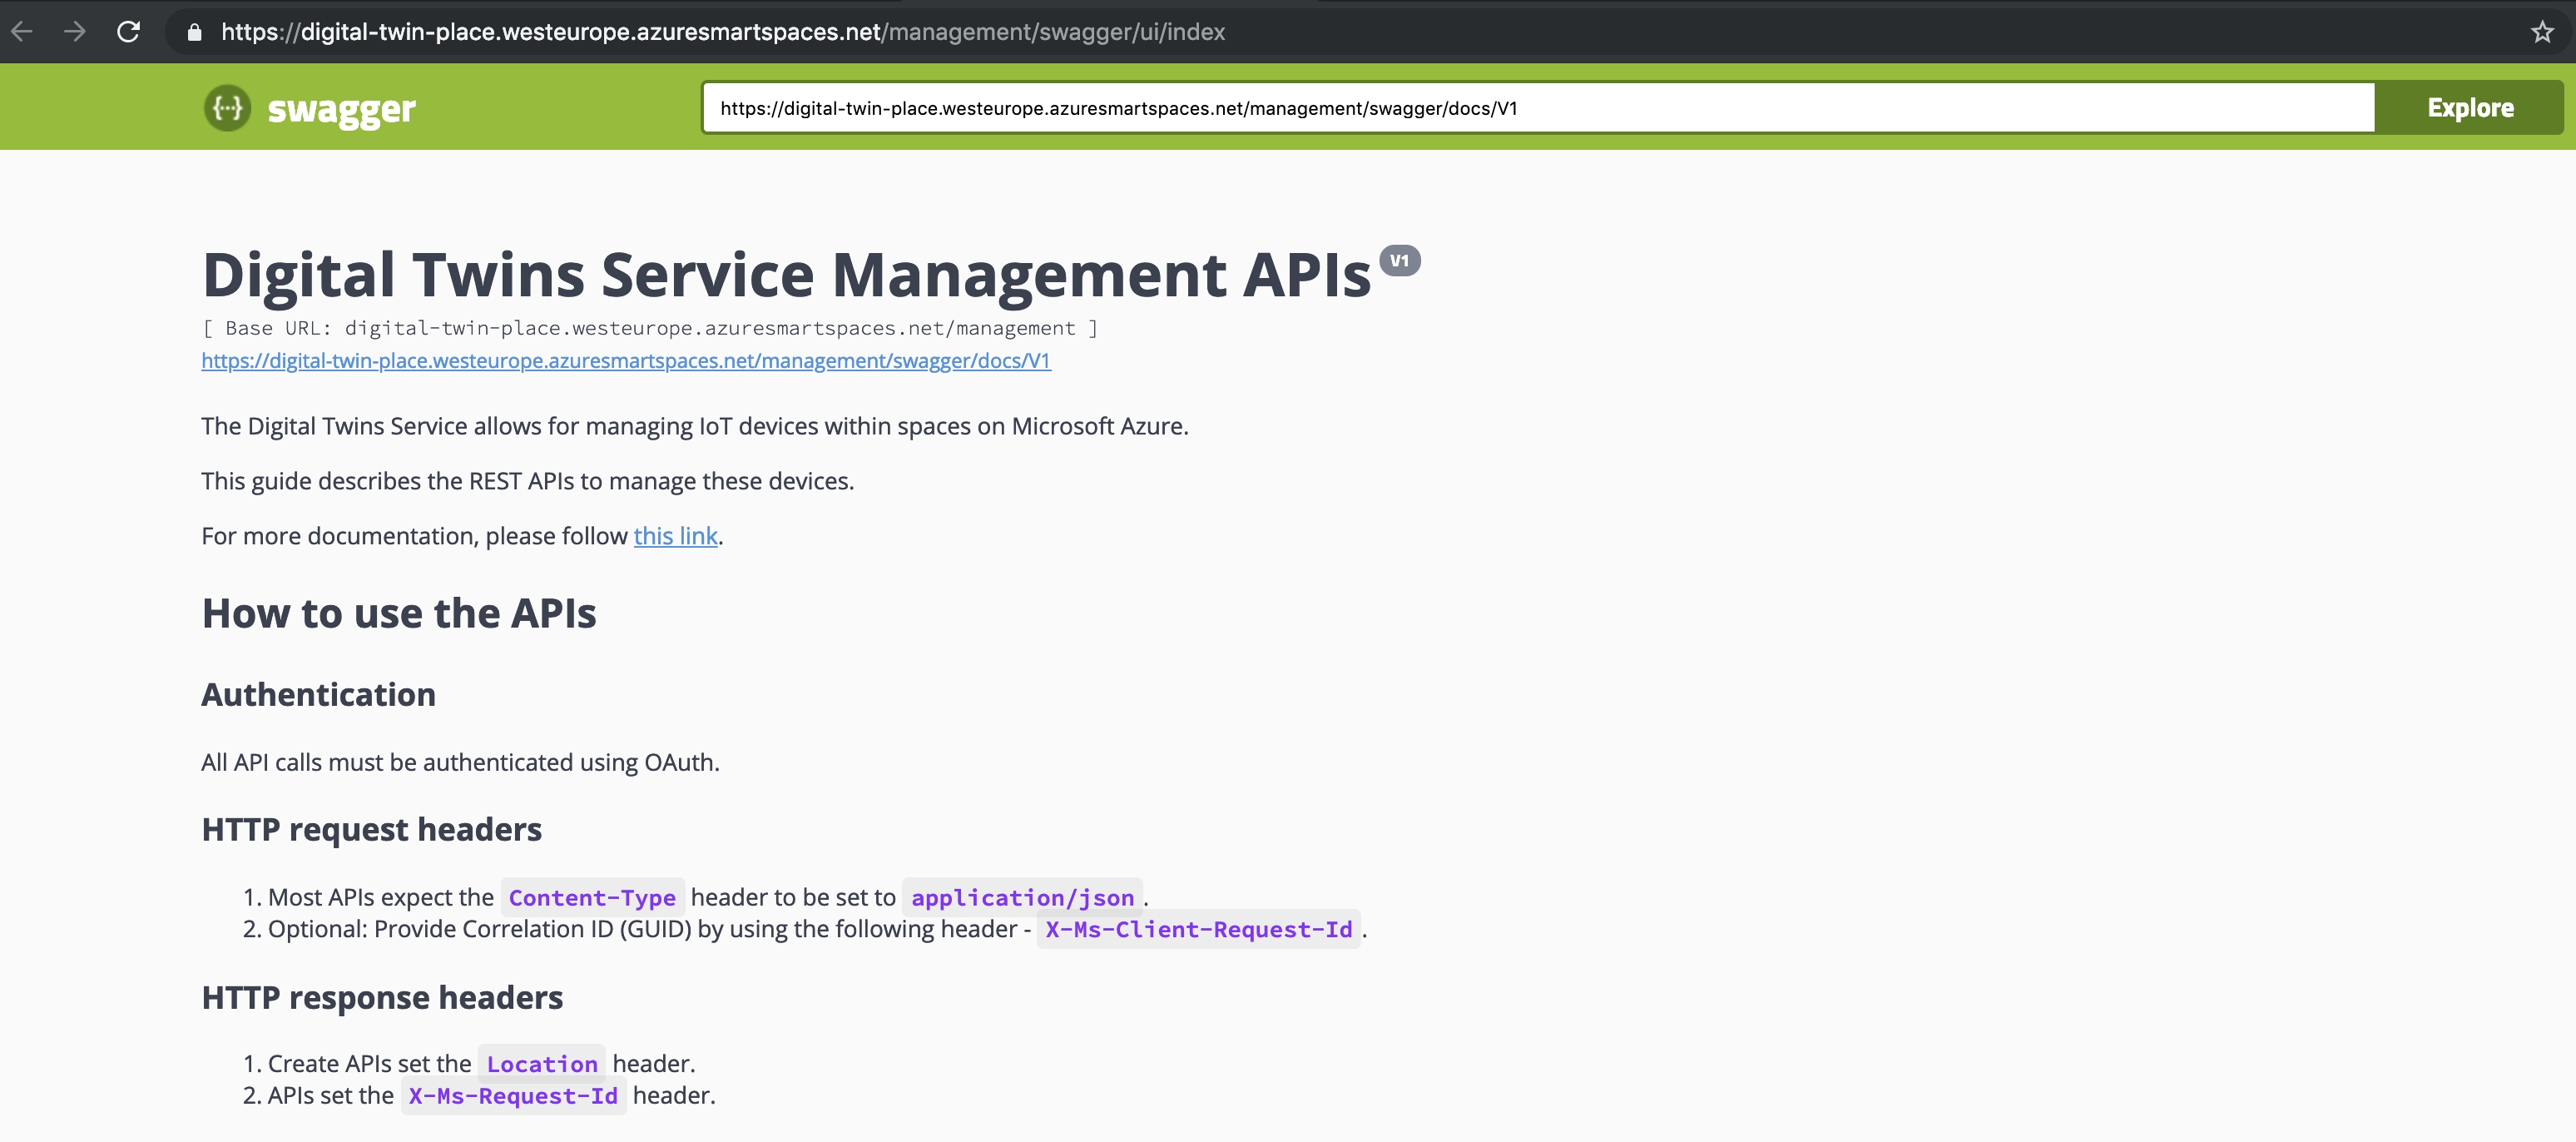 https://digital-twin-place.westeurope.azuresmartspaces.net/management/swagger/ui/index
{···} swagger
https://digital-twin-place.westeurope.azuresmartspaces.net/management/swagger/docs/V1
Explore
Digital Twins Service Management APIs V1
[ Base URL: digital-twin-place.westeurope.azuresmartspaces.net/management ]
https://digital-twin-place.westeurope.azuresmartspaces.net/management/swagger/docs/V1
The Digital Twins Service allows for managing IoT devices within spaces on Microsoft Azure.
This guide describes the REST APIs to manage these devices.
For more documentation, please follow this link.
How to use the APIs
Authentication
All API calls must be authenticated using OAuth.
HTTP request headers
1. Most APIs expect the Content-Type header to be set to application/json.
2. Optional: Provide Correlation ID (GUID) by using the following header - X-Ms-Client-Request-Id.
HTTP response headers
1. Create APIs set the Location header.
2. APIs set the X-Ms-Request-Id header.